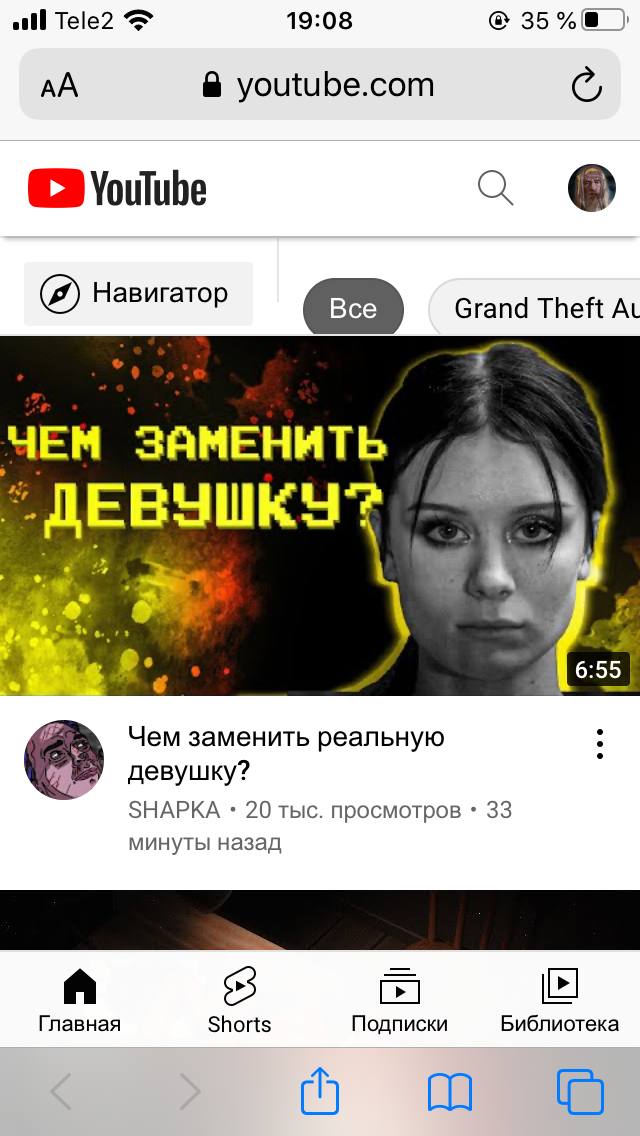 Tele2 19:08 35 %
AA youtube.com
YouTube
Навигатор Все Grand Theft Au
ЧЕМ ЗАМЕНИТЬ
ДЕВУШКУ?
6:55
Чем заменить реальную
девушку?
SHAPKA • 20 тыс. просмотров • 33
минуты назад
Главная Shorts Подписки Библиотека